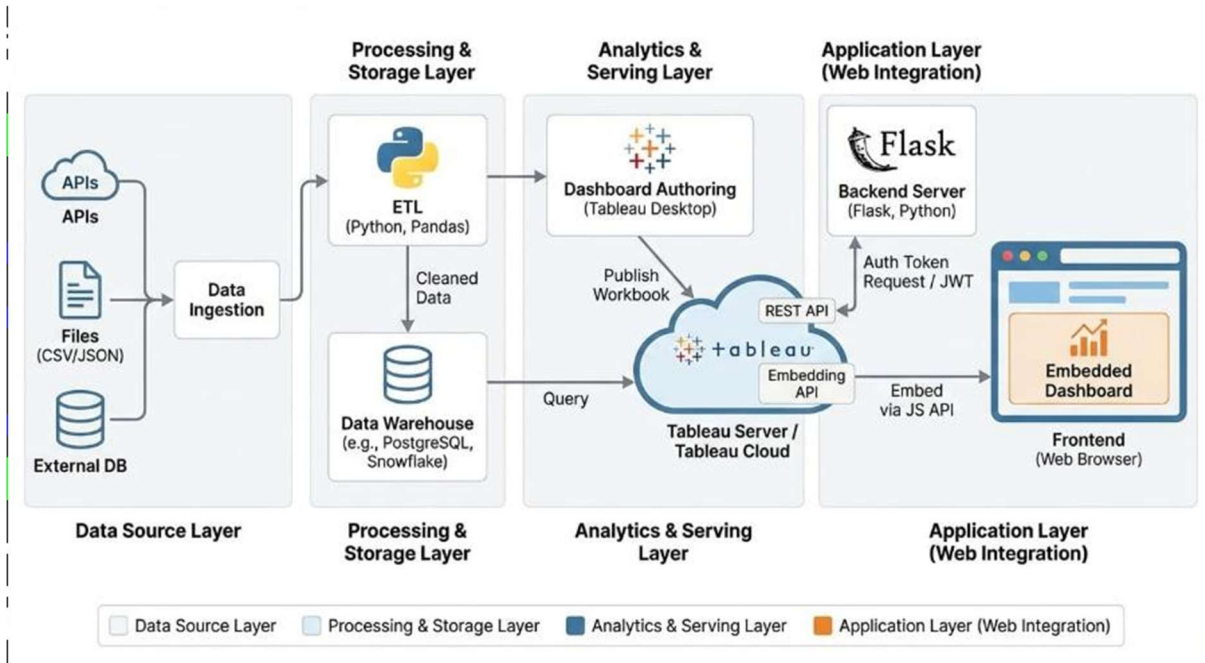 Processing &
Storage Layer
Analytics &
Serving Layer
Application Layer
(Web Integration)
APIs
APIs
Files
(CSV/JSON)
External DB
Data
Ingestion
ETL
(Python, Pandas)
Cleaned
Data
Data Warehouse
(e.g., PostgreSQL,
Snowflake)
Query
Dashboard Authoring
(Tableau Desktop)
Publish
Workbook
REST API
tableau
Embedding
API
Tableau Server /
Tableau Cloud
Flask
Backend Server
(Flask, Python)
Auth Token
Request / JWT
Embed
via JS API
Embedded
Dashboard
Frontend
(Web Browser)
Data Source Layer
Processing &
Storage Layer
Analytics & Serving
Layer
Application Layer
(Web Integration)
Data Source Layer
Processing & Storage Layer
Analytics & Serving Layer
Application Layer (Web Integration)